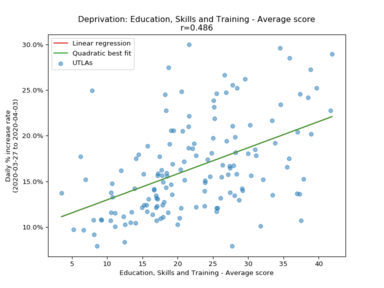 Deprivation: Education, Skills and Training - Average score
r=0.486
Linear regression
Quadratic best fit
UTLAs
Daily % increase rate
(2020-03-27 to 2020-04-03)
30.0%
25.0%
20.0%
15.0%
10.0%
5 10 15 20 25 30 35 40
Education, Skills and Training - Average score